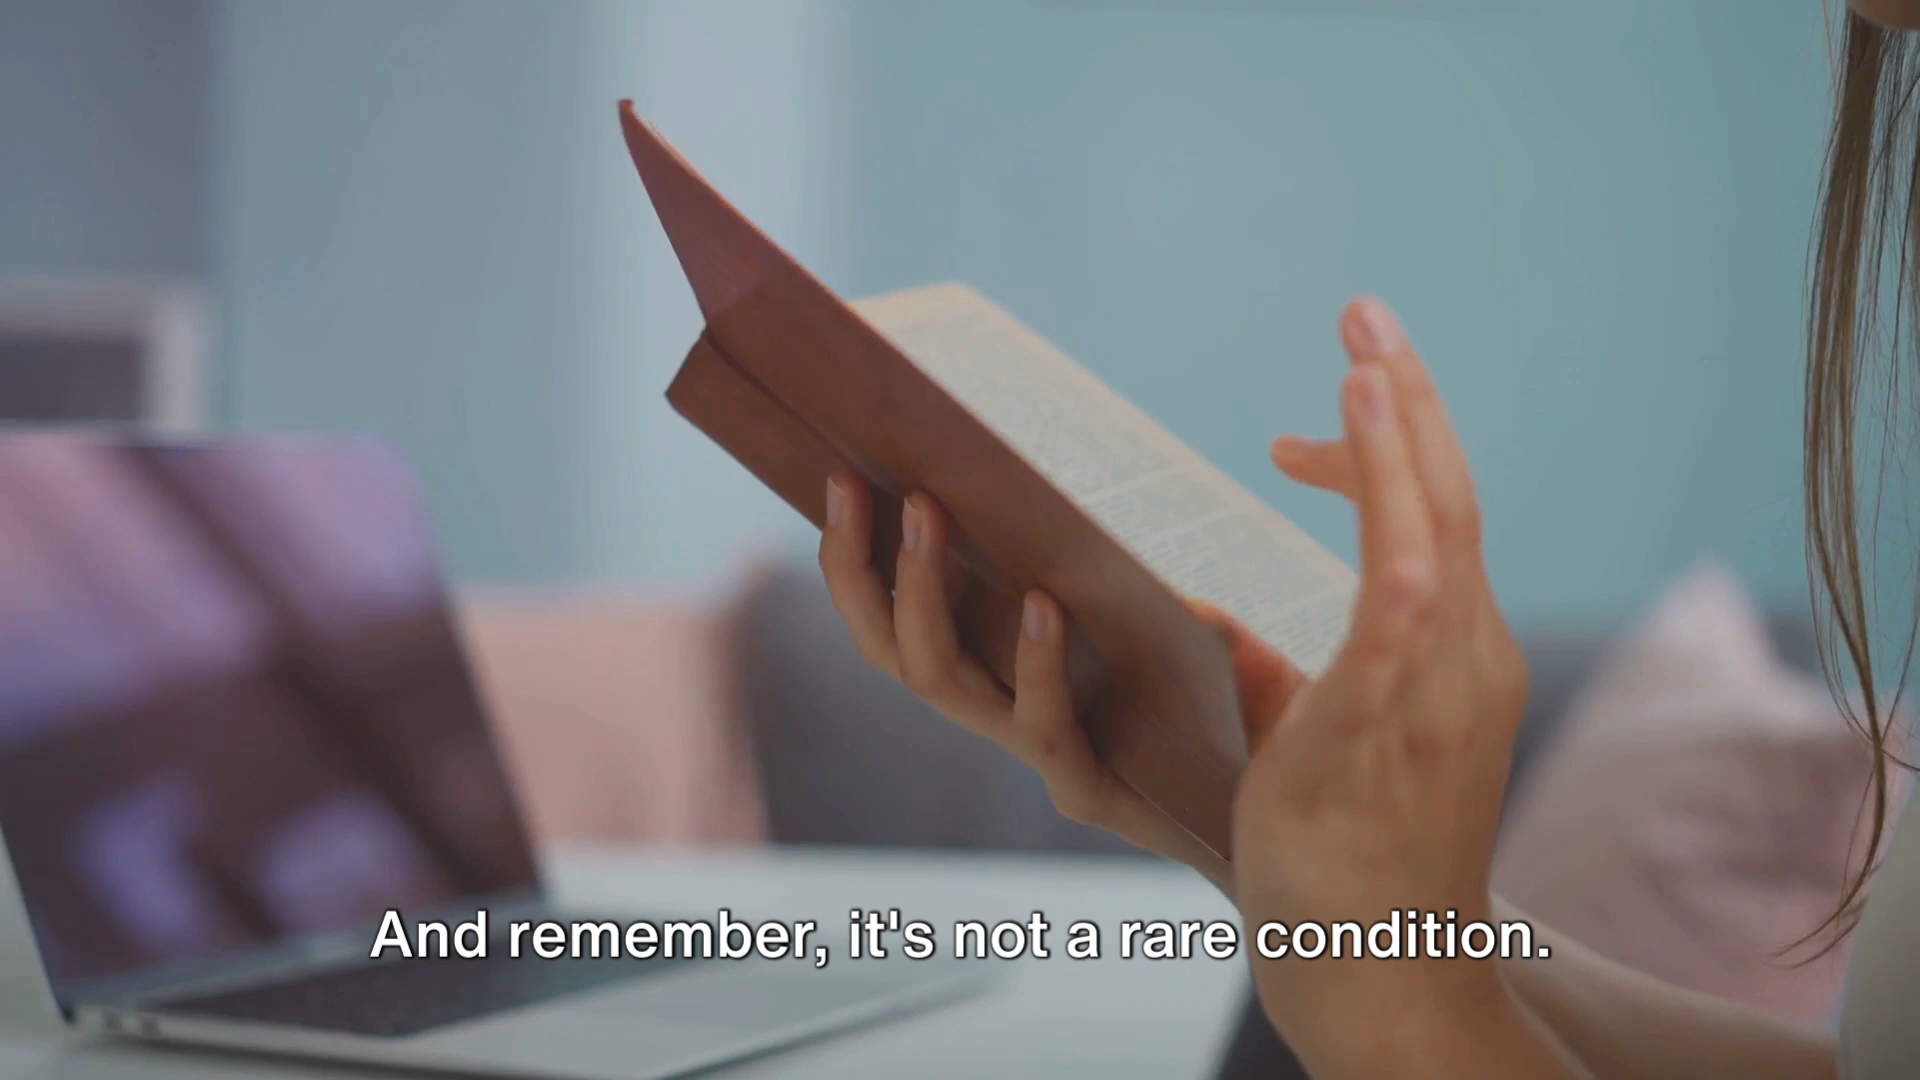 And remember, it's not a rare condition.